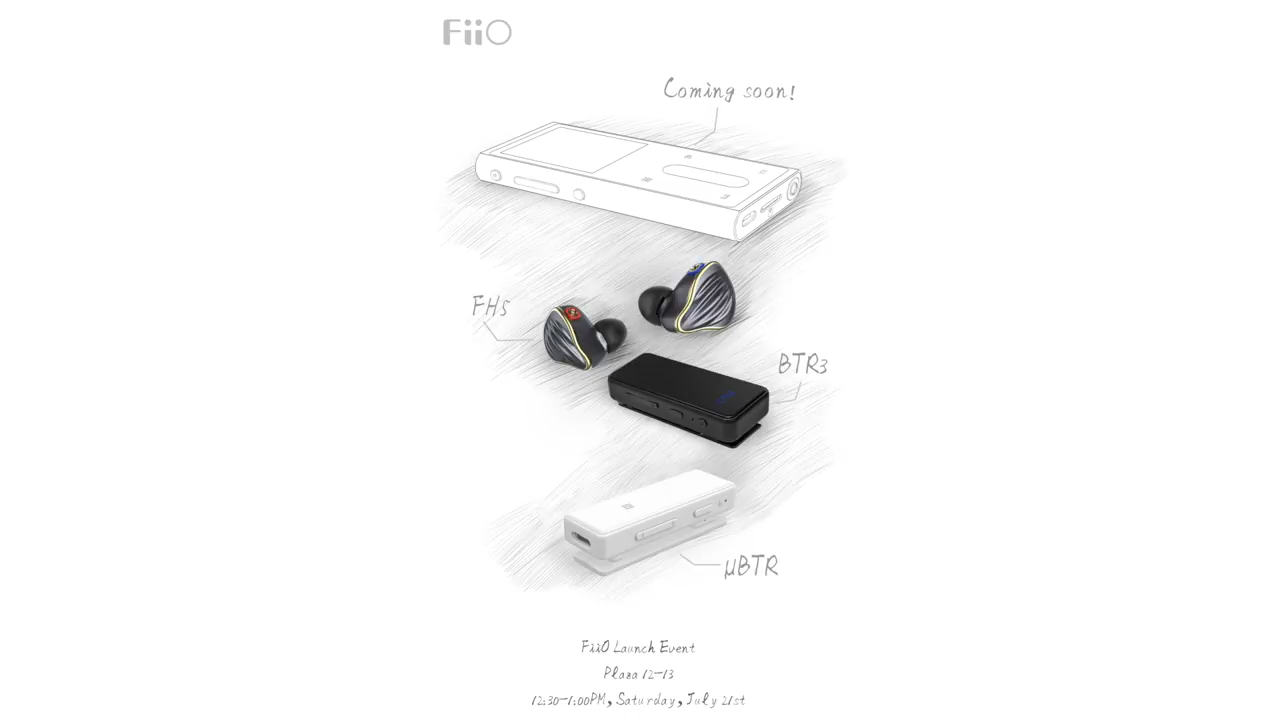 FiiO
Coming soon!
FH5
BTR3
μBTR
FiiO Launch Event
Plaza 12-13
12:30-1:00PM, Saturday, July 21st